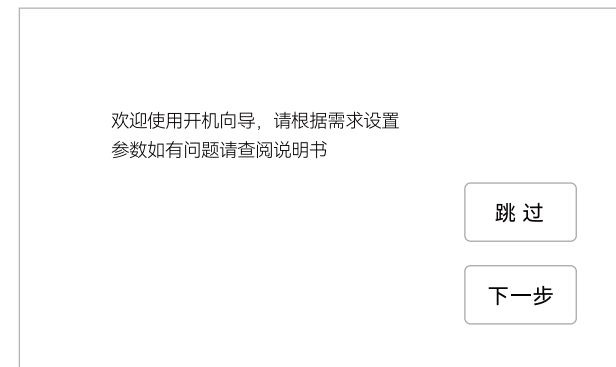 欢迎使用开机向导，请根据需求设置
参数如有问题请查阅说明书
跳 过
下一步